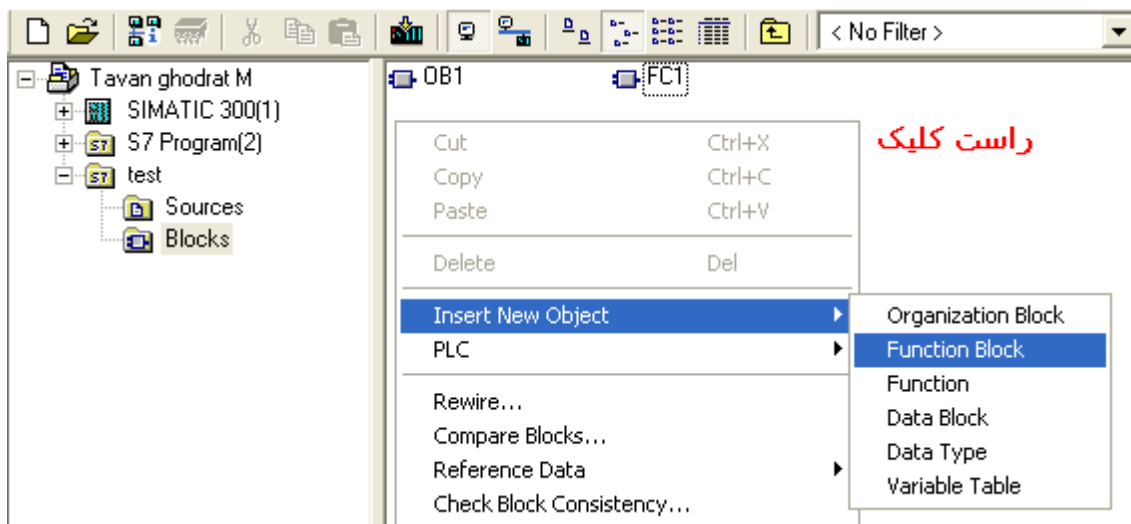 < No Filter >
Tavan ghodrat M
SIMATIC 300(1)
S7 Program(2)
test
Sources
Blocks
OB1 FC1
راست کلیک
Cut Ctrl+X
Copy Ctrl+C
Paste Ctrl+V
Delete Del
Insert New Object
PLC
Rewire...
Compare Blocks...
Reference Data
Check Block Consistency...
Organization Block
Function Block
Function
Data Block
Data Type
Variable Table